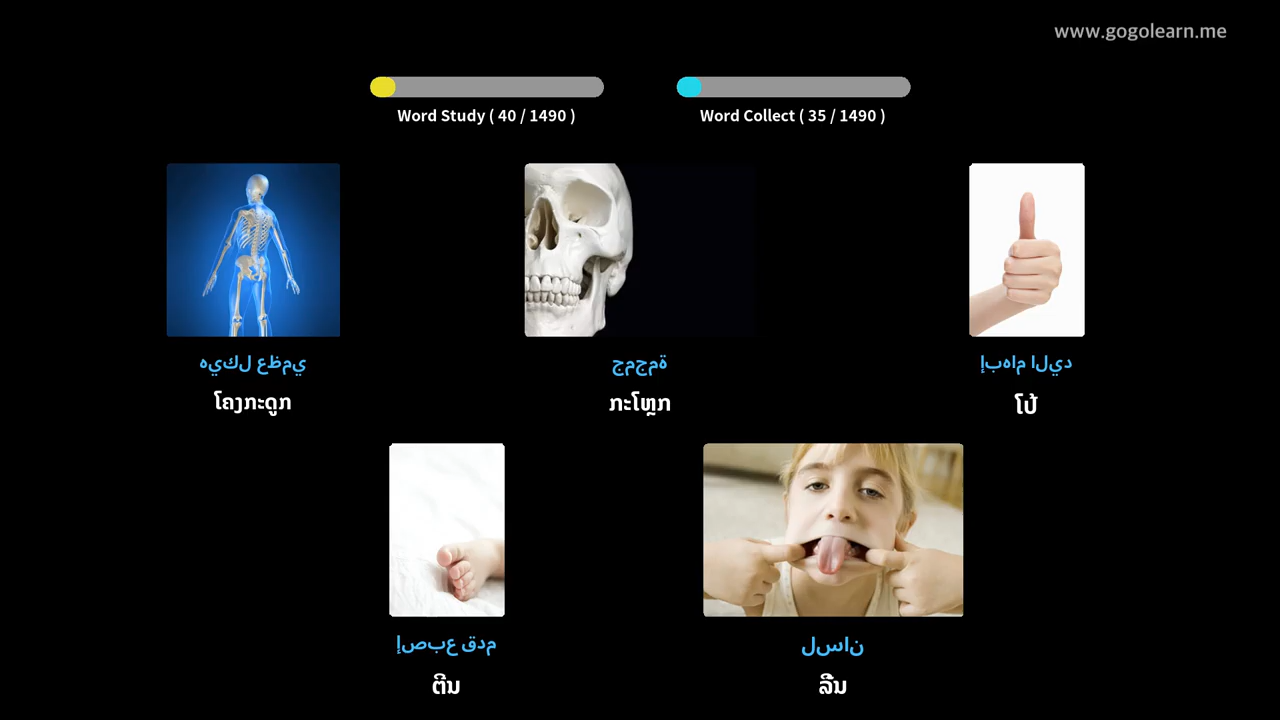 www.gogolearn.me
Word Study ( 40 / 1490 )
Word Collect ( 35 / 1490 )
هيكل عظمي
ໂຄງກະດູກ
جمجمة
ກະໂຫຼກ
إبهام اليد
ໂປ້
إصبع قدم
ຕີນ
لسان
ລີນ